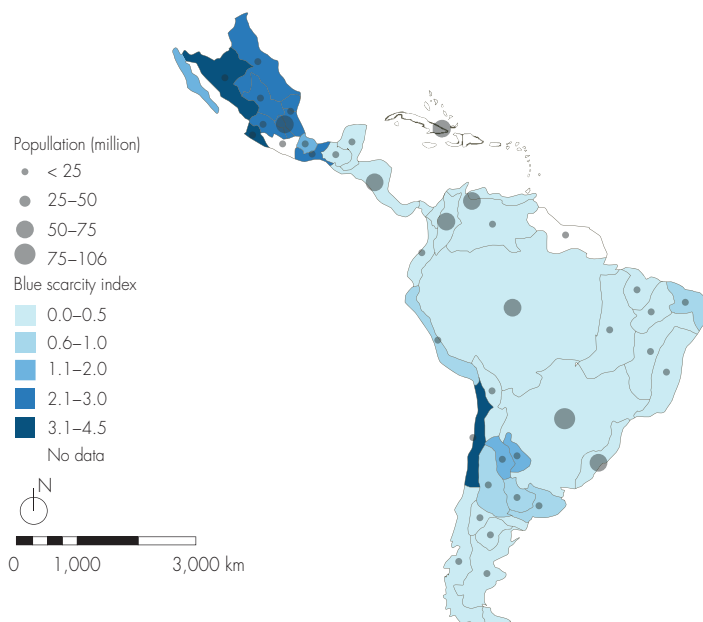 Popullation (million)
< 25
25–50
50–75
75–106
Blue scarcity index
0.0–0.5
0.6–1.0
1.1–2.0
2.1–3.0
3.1–4.5
No data
N
0 1,000 3,000 km